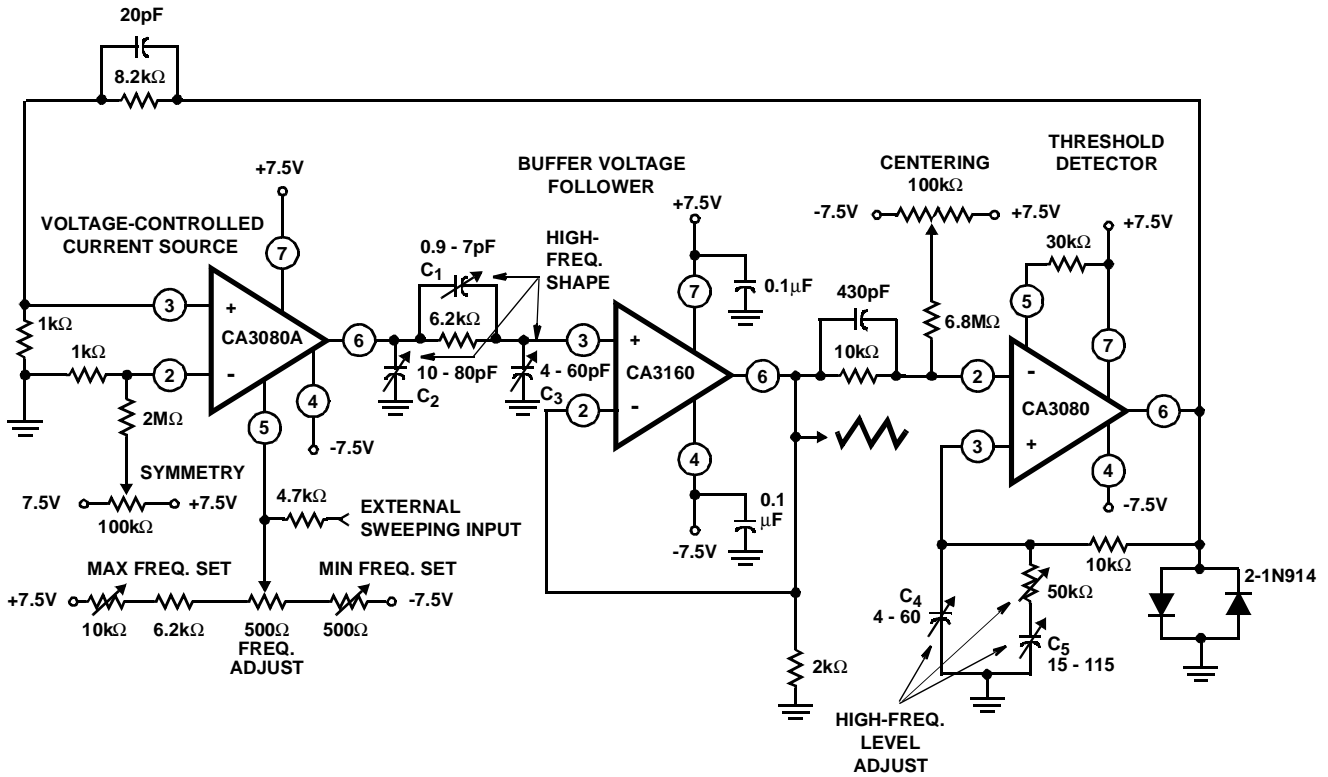 20pF
8.2kΩ
+7.5V
VOLTAGE-CONTROLLED
CURRENT SOURCE
7
3
+
CA3080A
6
1kΩ
1kΩ
2
-
4
5
-7.5V
2MΩ
SYMMETRY
7.5V
+7.5V
100kΩ
4.7kΩ
EXTERNAL
SWEEPING INPUT
MAX FREQ. SET
MIN FREQ. SET
+7.5V
-7.5V
10kΩ
6.2kΩ
500Ω
500Ω
FREQ.
ADJUST
0.9 - 7pF
C1
6.2kΩ
HIGH-
FREQ.
SHAPE
10 - 80pF
C2
4 - 60pF
C3
BUFFER VOLTAGE
FOLLOWER
+7.5V
7
0.1μF
3
+
CA3160
6
2
-
4
0.1
μF
-7.5V
2kΩ
430pF
10kΩ
CENTERING
100kΩ
-7.5V
+7.5V
6.8MΩ
THRESHOLD
DETECTOR
+7.5V
30kΩ
5
7
2
-
CA3080
6
3
+
4
-7.5V
10kΩ
2-1N914
C4
4 - 60
50kΩ
C5
15 - 115
HIGH-FREQ.
LEVEL
ADJUST